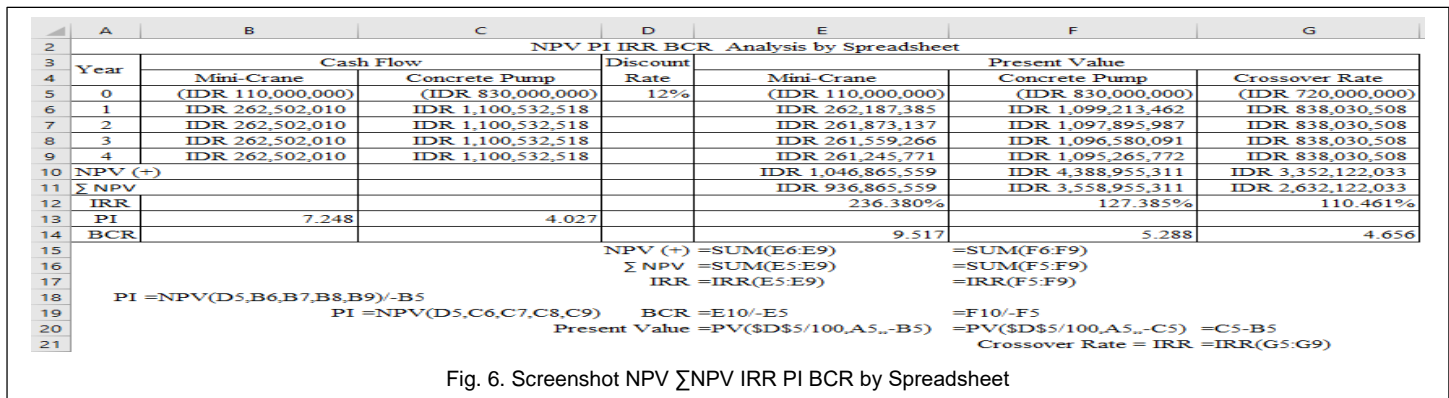 A B C D E F G
2 NPV PI IRR BCR Analysis by Spreadsheet
3 Year Cash Flow Discount Present Value
4 Mini-Crane Concrete Pump Rate Mini-Crane Concrete Pump Crossover Rate
5 0 (IDR 110,000,000) (IDR 830,000,000) 12% (IDR 110,000,000) (IDR 830,000,000) (IDR 720,000,000)
6 1 IDR 262,502,010 IDR 1,100,532,518 IDR 262,187,385 IDR 1,099,213,462 IDR 838,030,508
7 2 IDR 262,502,010 IDR 1,100,532,518 IDR 261,873,137 IDR 1,097,895,987 IDR 838,030,508
8 3 IDR 262,502,010 IDR 1,100,532,518 IDR 261,559,266 IDR 1,096,580,091 IDR 838,030,508
9 4 IDR 262,502,010 IDR 1,100,532,518 IDR 261,245,771 IDR 1,095,265,772 IDR 838,030,508
10 NPV (+) IDR 1,046,865,559 IDR 4,388,955,311 IDR 3,352,122,033
11 ∑ NPV IDR 936,865,559 IDR 3,558,955,311 IDR 2,632,122,033
12 IRR 236.380% 127.385% 110.461%
13 PI 7.248 4.027
14 BCR 9.517 5.288 4.656
15 NPV (+) =SUM(E6:E9) =SUM(F6:F9)
16 ∑ NPV =SUM(E5:E9) =SUM(F5:F9)
17 IRR =IRR(E5:E9) =IRR(F5:F9)
18 PI =NPV(D5,B6,B7,B8,B9)/-B5
19 PI =NPV(D5,C6,C7,C8,C9) BCR =E10/-E5 =F10/-F5
20 Present Value =PV($D$5/100,A5,,-B5) =PV($D$5/100,A5,,-C5) =C5-B5
21 Crossover Rate = IRR =IRR(G5:G9)
Fig. 6. Screenshot NPV ∑NPV IRR PI BCR by Spreadsheet